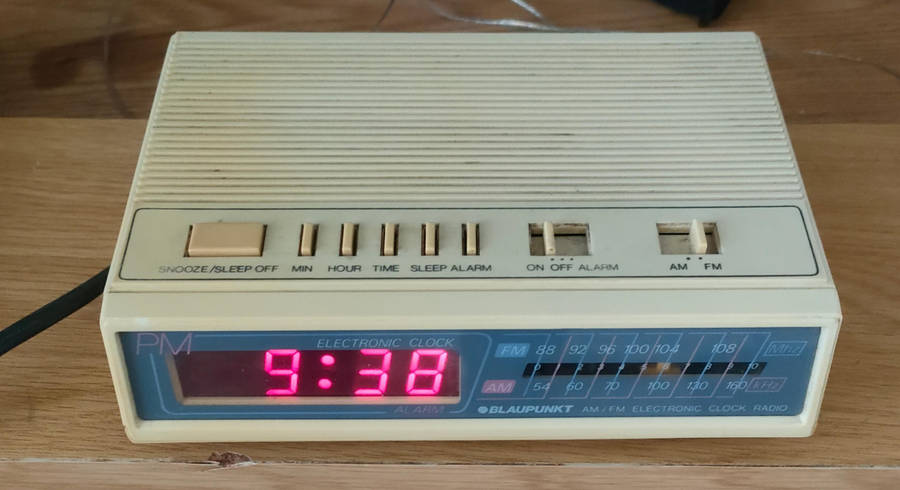 SNOOZE/SLEEP OFF MIN HOUR TIME SLEEP ALARM ON OFF ALARM AM FM
PM ELECTRONIC CLOCK
9:38
ALARM
FM 88 92 96 100 104 108 Mhz
AM 54 60 70 100 130 160 kHz
BLAUPUNKT AM/FM ELECTRONIC CLOCK RADIO